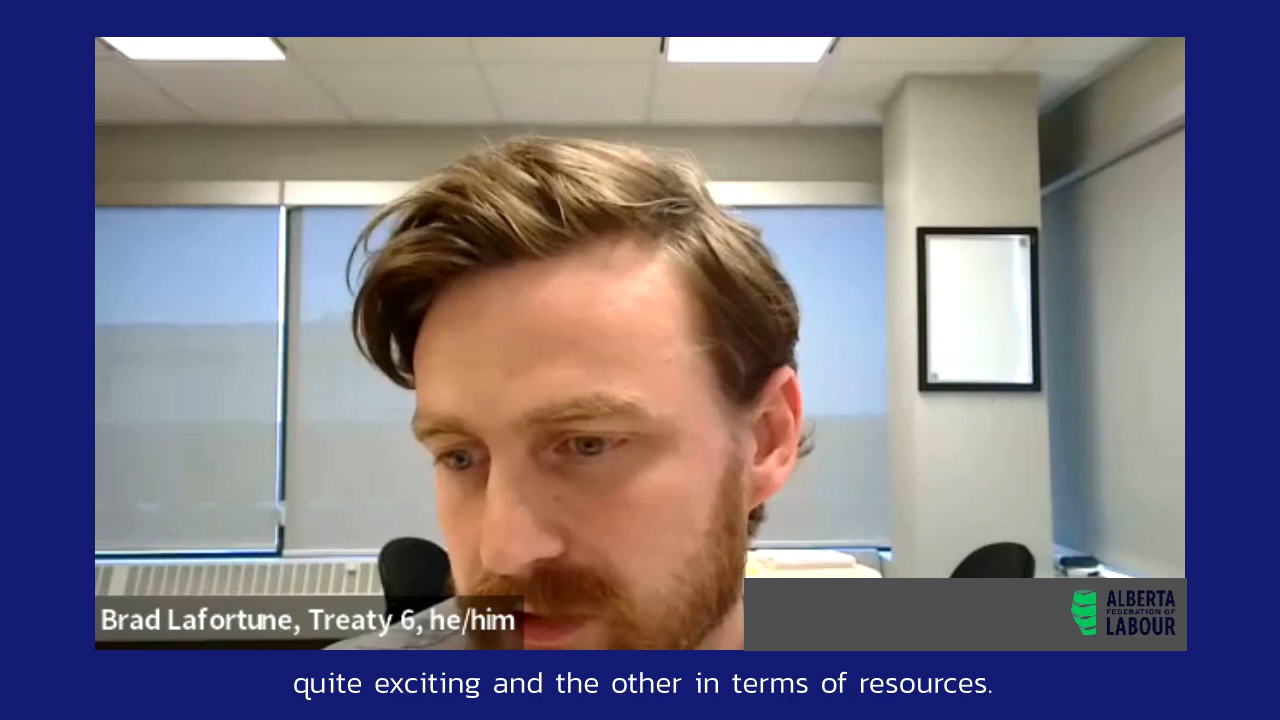 Brad Lafortune, Treaty 6, he/him
ALBERTA
FEDERATION OF
LABOUR
quite exciting and the other in terms of resources.